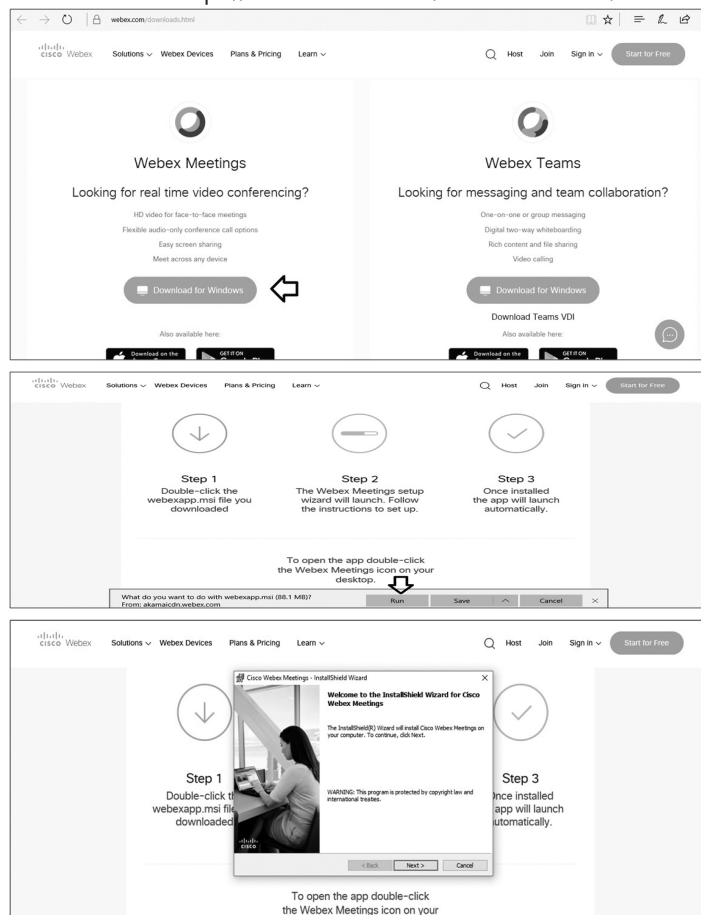 webex.com/downloads.html
cisco Webex Solutions Webex Devices Plans & Pricing Learn Host Join Sign in Start for Free
Webex Meetings
Looking for real time video conferencing?
HD video for face-to-face meetings
Flexible audio-only conference call options
Easy screen sharing
Meet across any device
Download for Windows
Also available here:
Download on the
GET IT ON
Webex Teams
Looking for messaging and team collaboration?
One-on-one or group messaging
Digital two-way whiteboarding
Rich content and file sharing
Video calling
Download for Windows
Download Teams VDI
Also available here:
Download on the
GET IT ON
cisco Webex Solutions Webex Devices Plans & Pricing Learn Host Join Sign in Start for Free
Step 1
Double-click the
webexapp.msi file you
downloaded
Step 2
The Webex Meetings setup
wizard will launch. Follow
the instructions to set up.
Step 3
Once installed
the app will launch
automatically.
To open the app double-click
the Webex Meetings icon on your
desktop.
What do you want to do with webexapp.msi (88.1 MB)?
From: akamaicdn.webex.com
Run Save Cancel
cisco Webex Solutions Webex Devices Plans & Pricing Learn Host Join Sign in Start for Free
Cisco Webex Meetings - InstallShield Wizard
Welcome to the InstallShield Wizard for Cisco
Webex Meetings
The InstallShield(R) Wizard will install Cisco Webex Meetings on
your computer. To continue, click Next.
WARNING: This program is protected by copyright law and
international treaties.
cisco
< Back Next > Cancel
Step 1
Double-click t
webexapp.msi file
downloaded
Step 3
Once installed
app will launch
automatically.
To open the app double-click
the Webex Meetings icon on your